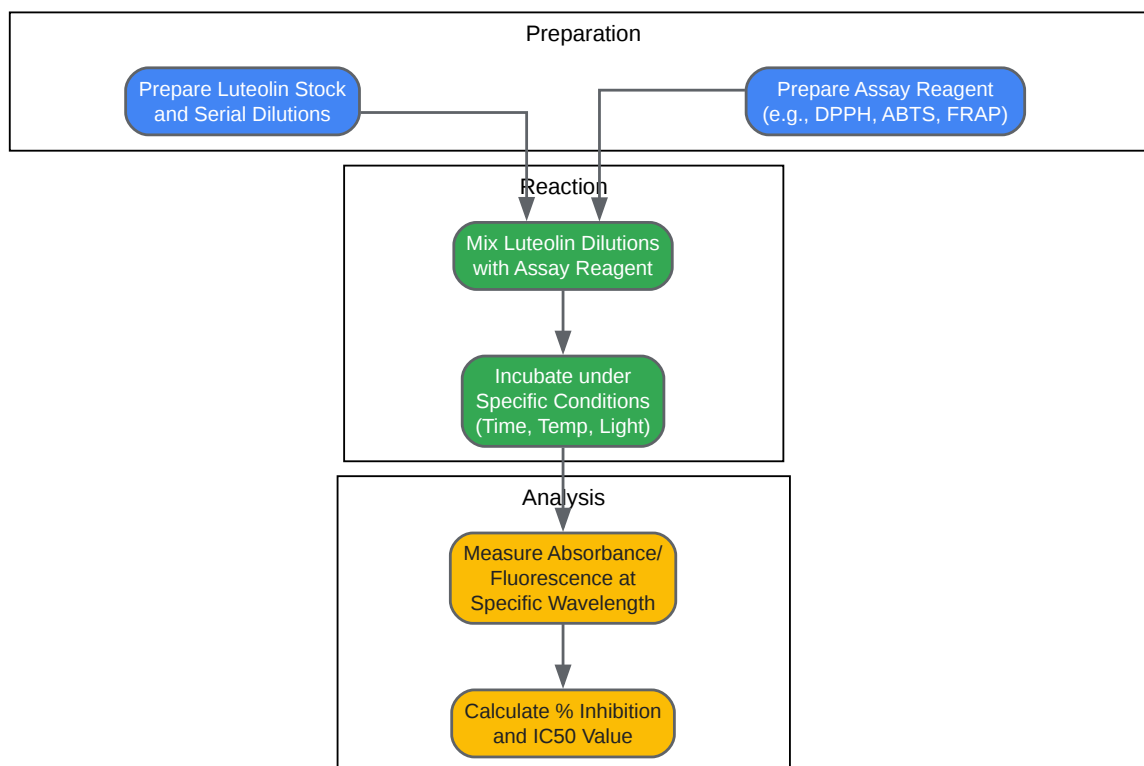 Preparation
Prepare Luteolin Stock
and Serial Dilutions
Prepare Assay Reagent
(e.g., DPPH, ABTS, FRAP)
Reaction
Mix Luteolin Dilutions
with Assay Reagent
Incubate under
Specific Conditions
(Time, Temp, Light)
Analysis
Measure Absorbance/
Fluorescence at
Specific Wavelength
Calculate % Inhibition
and IC50 Value